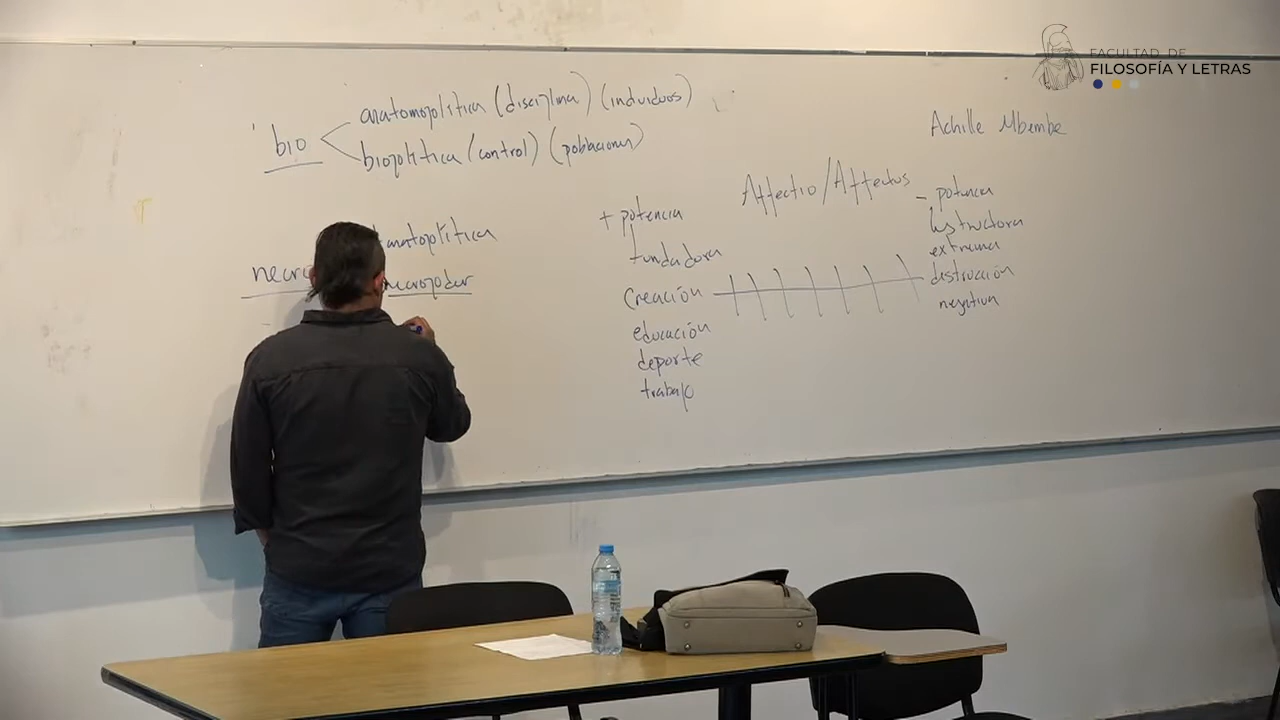 FACULTAD DE
FILOSOFÍA Y LETRAS
bio
anatomopolítica (disciplina) (individuos)
biopolítica (control) (poblaciones)
necro
necropoder
Achille Mbembe
Affectio/Affectus
+ potencia
fundadora
creación
educación
deporte
trabajo
- potencia
destructora
extrema
destrucción
negativa